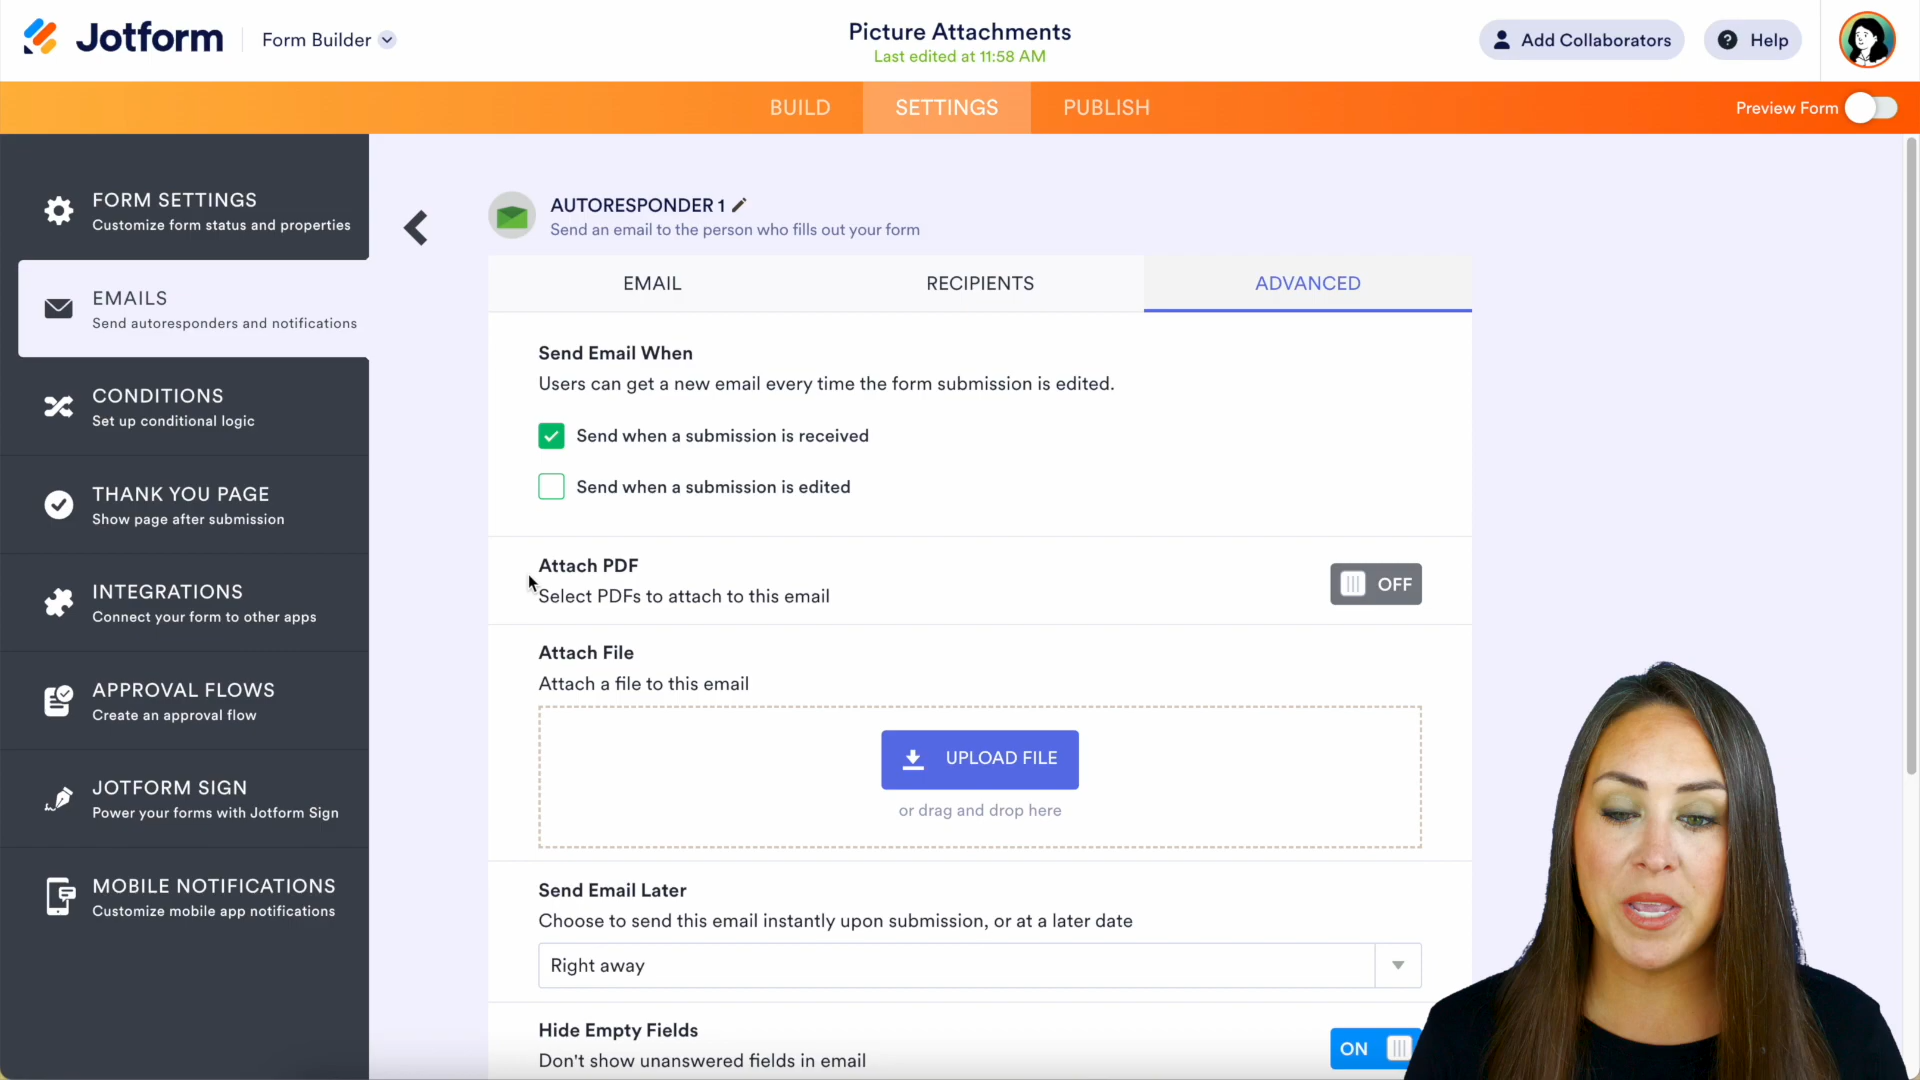 Jotform
Form Builder
Picture Attachments
Last edited at 11:58 AM
Add Collaborators
Help
BUILD
SETTINGS
PUBLISH
Preview Form
FORM SETTINGS
Customize form status and properties
EMAILS
Send autoresponders and notifications
CONDITIONS
Set up conditional logic
THANK YOU PAGE
Show page after submission
INTEGRATIONS
Connect your form to other apps
APPROVAL FLOWS
Create an approval flow
JOTFORM SIGN
Power your forms with Jotform Sign
MOBILE NOTIFICATIONS
Customize mobile app notifications
AUTORESPONDER 1
Send an email to the person who fills out your form
EMAIL
RECIPIENTS
ADVANCED
Send Email When
Users can get a new email every time the form submission is edited.
Send when a submission is received
Send when a submission is edited
Attach PDF
Select PDFs to attach to this email
OFF
Attach File
Attach a file to this email
UPLOAD FILE
or drag and drop here
Send Email Later
Choose to send this email instantly upon submission, or at a later date
Right away
Hide Empty Fields
Don't show unanswered fields in email
ON